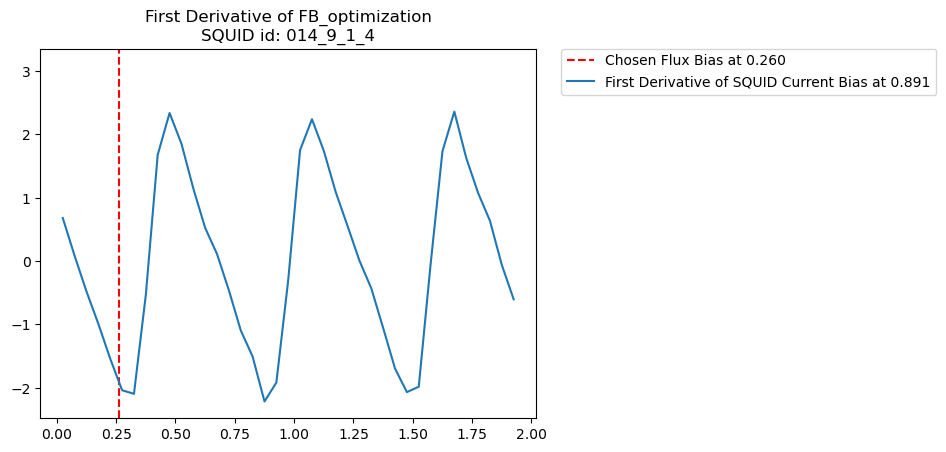 First Derivative of FB_optimization
SQUID id: 014_9_1_4
Chosen Flux Bias at 0.260
First Derivative of SQUID Current Bias at 0.891
3
2
1
0
−1
−2
0.00 0.25 0.50 0.75 1.00 1.25 1.50 1.75 2.00